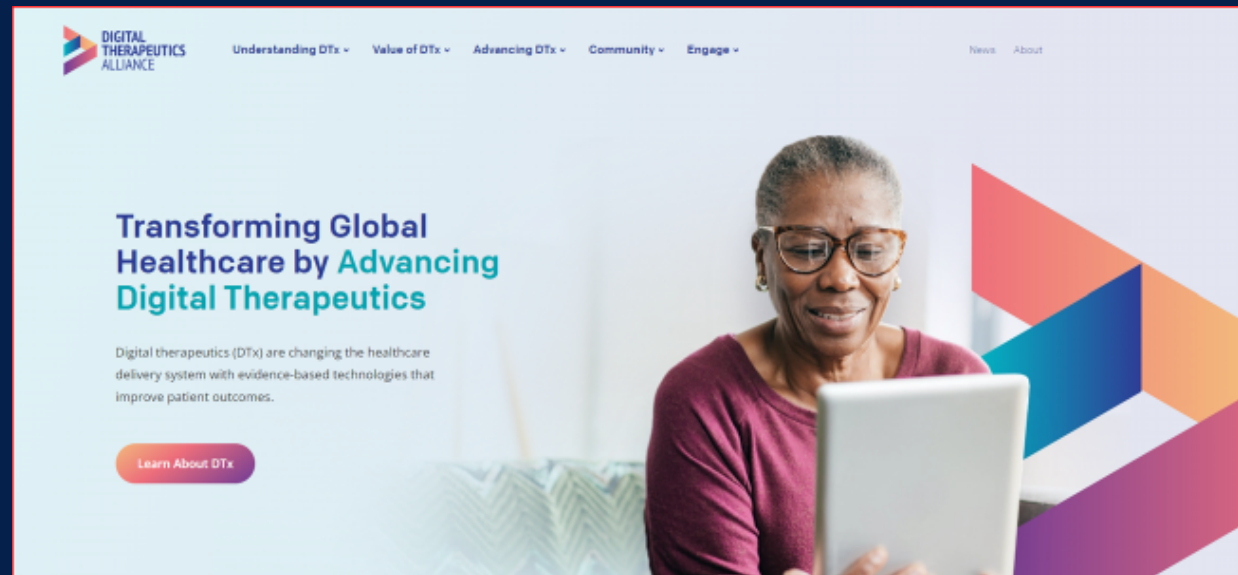 DIGITAL
THERAPEUTICS
ALLIANCE
Understanding DTx
Value of DTx
Advancing DTx
Community
Engage
News
About
Transforming Global
Healthcare by Advancing
Digital Therapeutics
Digital therapeutics (DTx) are changing the healthcare
delivery system with evidence-based technologies that
improve patient outcomes.
Learn About DTx